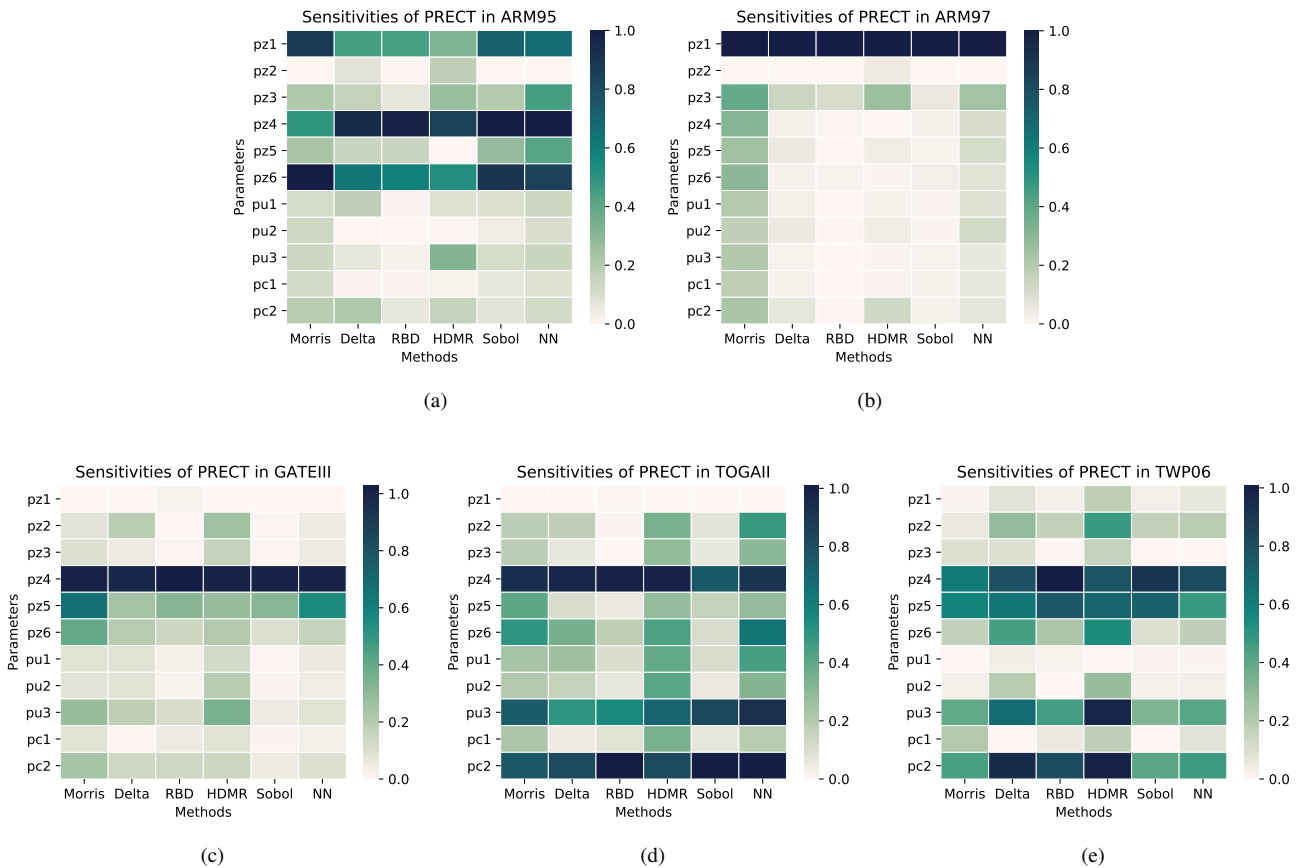 Sensitivities of PRECT in ARM95
pz1
pz2
pz3
pz4
pz5
pz6
pu1
pu2
pu3
pc1
pc2
Parameters
Morris Delta RBD HDMR Sobol NN
Methods
1.0
0.8
0.6
0.4
0.2
0.0
(a)
Sensitivities of PRECT in ARM97
pz1
pz2
pz3
pz4
pz5
pz6
pu1
pu2
pu3
pc1
pc2
Parameters
Morris Delta RBD HDMR Sobol NN
Methods
1.0
0.8
0.6
0.4
0.2
0.0
(b)
Sensitivities of PRECT in GATEIII
pz1
pz2
pz3
pz4
pz5
pz6
pu1
pu2
pu3
pc1
pc2
Parameters
Morris Delta RBD HDMR Sobol NN
Methods
1.0
0.8
0.6
0.4
0.2
0.0
(c)
Sensitivities of PRECT in TOGAII
pz1
pz2
pz3
pz4
pz5
pz6
pu1
pu2
pu3
pc1
pc2
Parameters
Morris Delta RBD HDMR Sobol NN
Methods
1.0
0.8
0.6
0.4
0.2
0.0
(d)
Sensitivities of PRECT in TWP06
pz1
pz2
pz3
pz4
pz5
pz6
pu1
pu2
pu3
pc1
pc2
Parameters
Morris Delta RBD HDMR Sobol NN
Methods
1.0
0.8
0.6
0.4
0.2
0.0
(e)